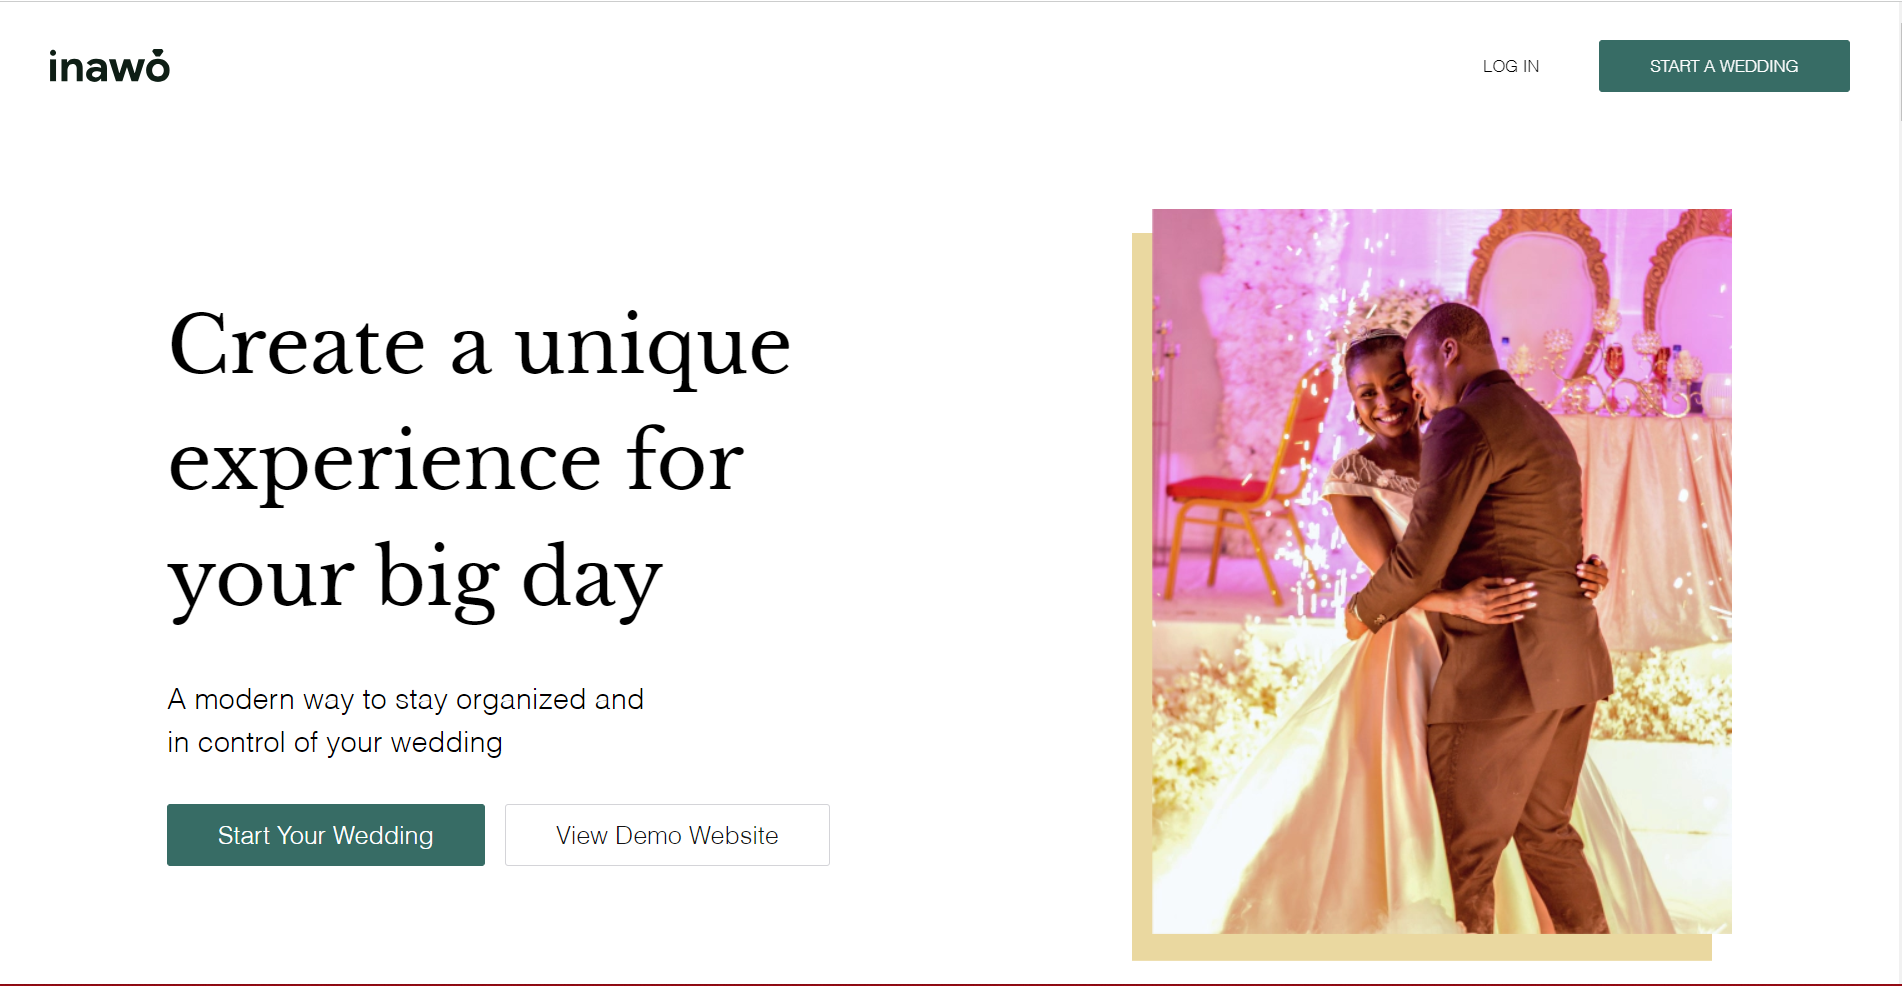 inawo
LOG IN
START A WEDDING
Create a unique
experience for
your big day
A modern way to stay organized and
in control of your wedding
Start Your Wedding
View Demo Website